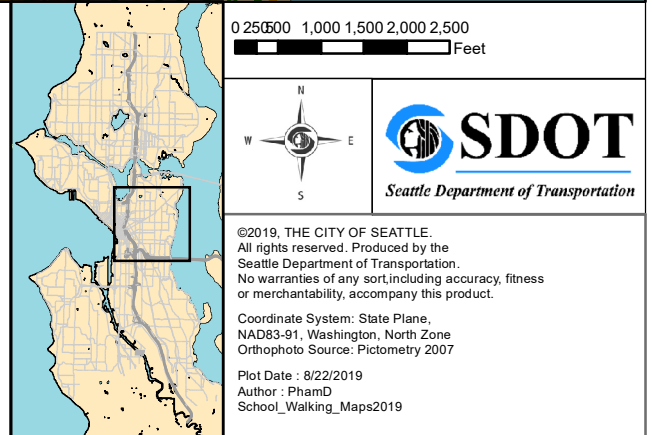 0 250 500 1,000 1,500 2,000 2,500
Feet
N
W E
S
SDOT
Seattle Department of Transportation
©2019, THE CITY OF SEATTLE.
All rights reserved. Produced by the
Seattle Department of Transportation.
No warranties of any sort,including accuracy, fitness
or merchantability, accompany this product.
Coordinate System: State Plane,
NAD83-91, Washington, North Zone
Orthophoto Source: Pictometry 2007
Plot Date : 8/22/2019
Author : PhamD
School_Walking_Maps2019